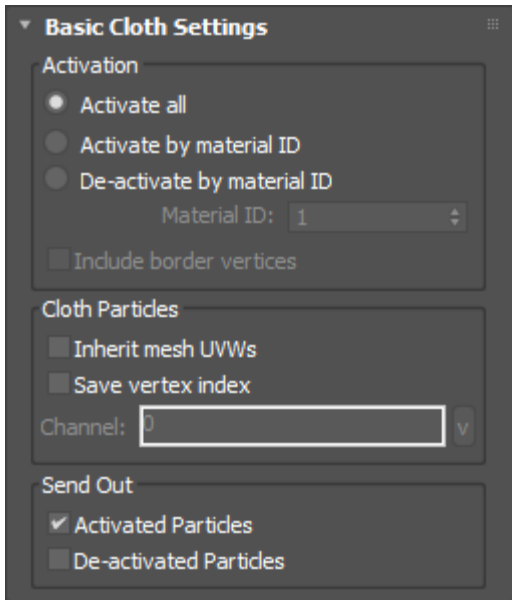 Basic Cloth Settings
Activation
Activate all
Activate by material ID
De-activate by material ID
Material ID: 1
Include border vertices
Cloth Particles
Inherit mesh UVWs
Save vertex index
Channel: 0 v
Send Out
Activated Particles
De-activated Particles